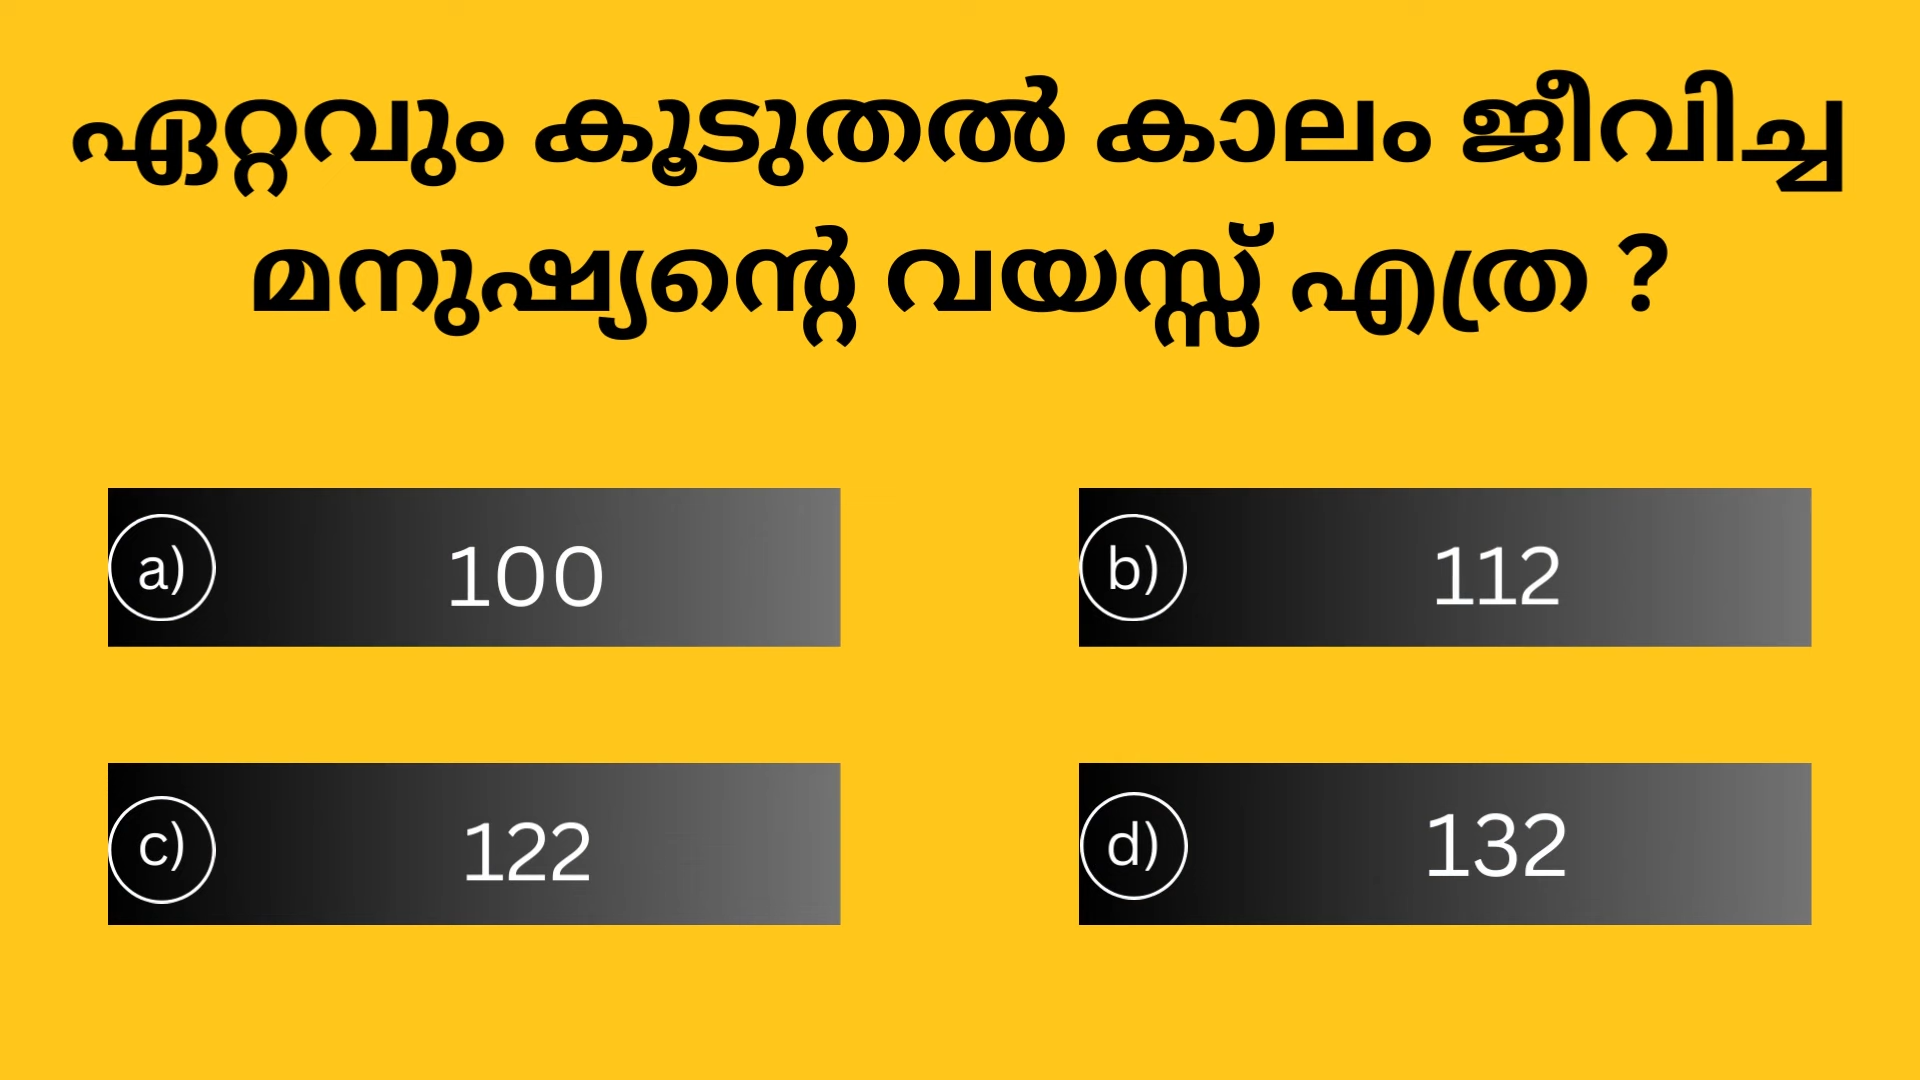 ഏറ്റവും കൂടുതൽ കാലം ജീവിച്ച
മനുഷ്യന്റെ വയസ്സ് എത്ര ?
a) 100
b) 112
c) 122
d) 132